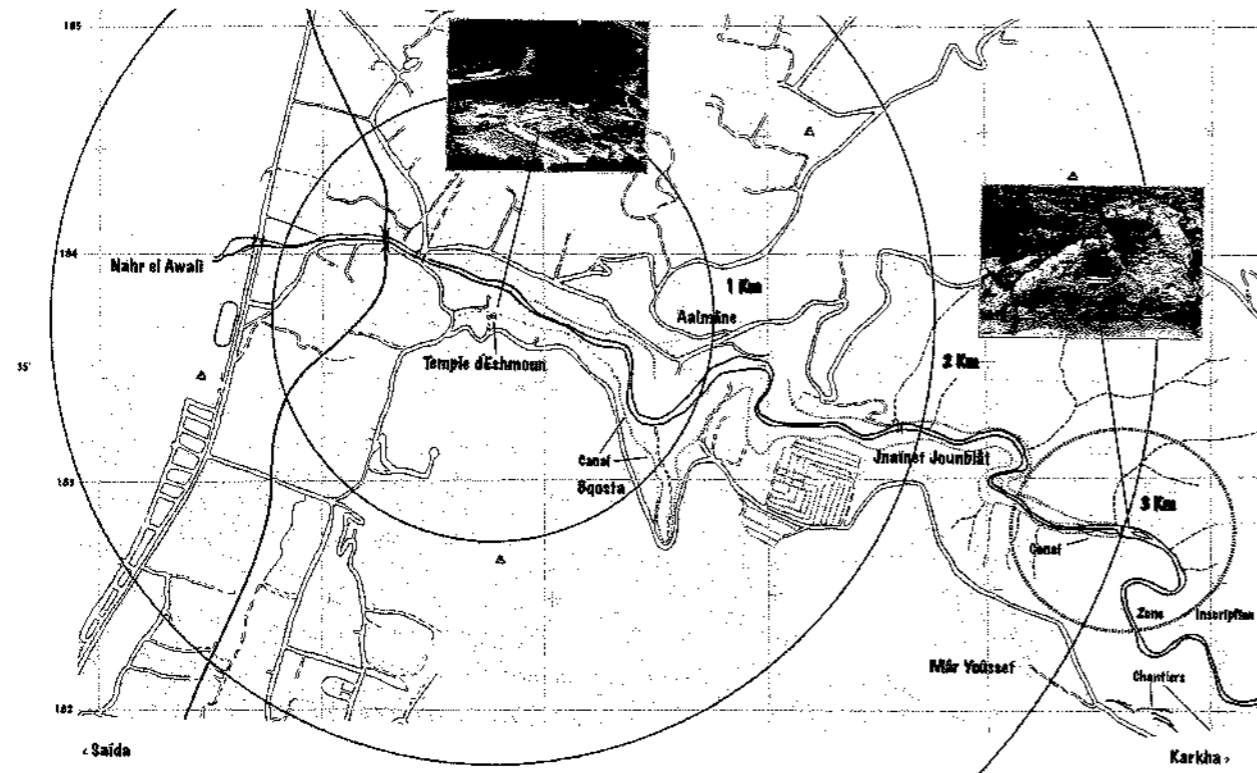 185
184
Nahr el Awali
1 Km
Aalmâne
35'
Temple d'Eshmoun
2 Km
Canal
Jnainet Jounblât
183
Sqosta
3 Km
Canal
Zone Inscription
Mâr Yoûssef
Chantiers
182
< Saïda
Karkha >